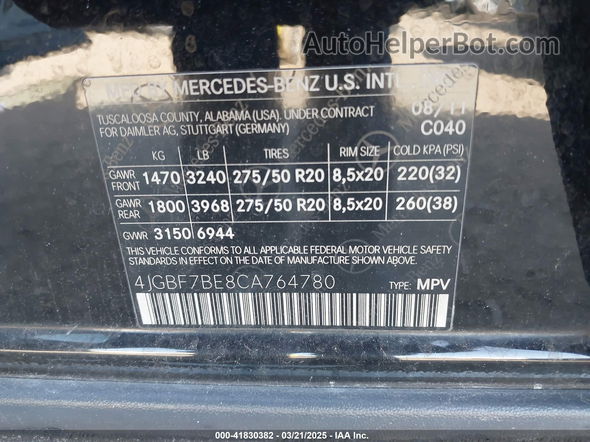 AutoHelperBot.com
MFD BY MERCEDES-BENZ U.S. INT
TUSCALOOSA COUNTY, ALABAMA (USA). UNDER CONTRACT 08/11
FOR DAIMLER AG, STUTTGART (GERMANY) C040
KG LB TIRES RIM SIZE COLD KPA (PSI)
GAWR FRONT 1470 3240 275/50 R20 8,5x20 220(32)
GAWR REAR 1800 3968 275/50 R20 8,5x20 260(38)
GVWR 3150 6944
THIS VEHICLE CONFORMS TO ALL APPLICABLE FEDERAL MOTOR VEHICLE SAFETY
STANDARDS IN EFFECT ON THE DATE OF MANUFACTURE SHOWN ABOVE
4JGBF7BE8CA764780 TYPE: MPV
000-41830382 - 03/21/2025 - IAAI.COM